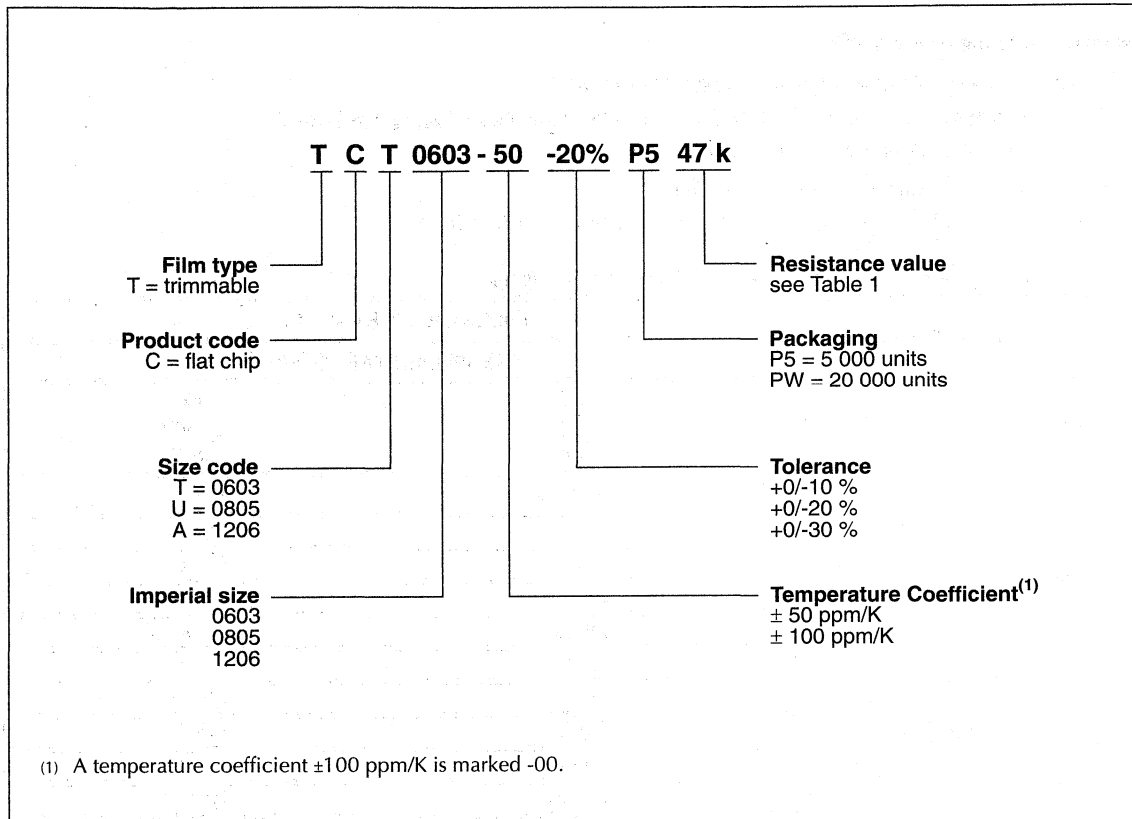 T C T 0603 - 50 -20% P5 47 k
Film type
T = trimmable
Product code
C = flat chip
Size code
T = 0603
U = 0805
A = 1206
Imperial size
0603
0805
1206
Resistance value
see Table 1
Packaging
P5 = 5 000 units
PW = 20 000 units
Tolerance
+0/-10 %
+0/-20 %
+0/-30 %
Temperature Coefficient(1)
± 50 ppm/K
± 100 ppm/K
(1) A temperature coefficient ±100 ppm/K is marked -00.